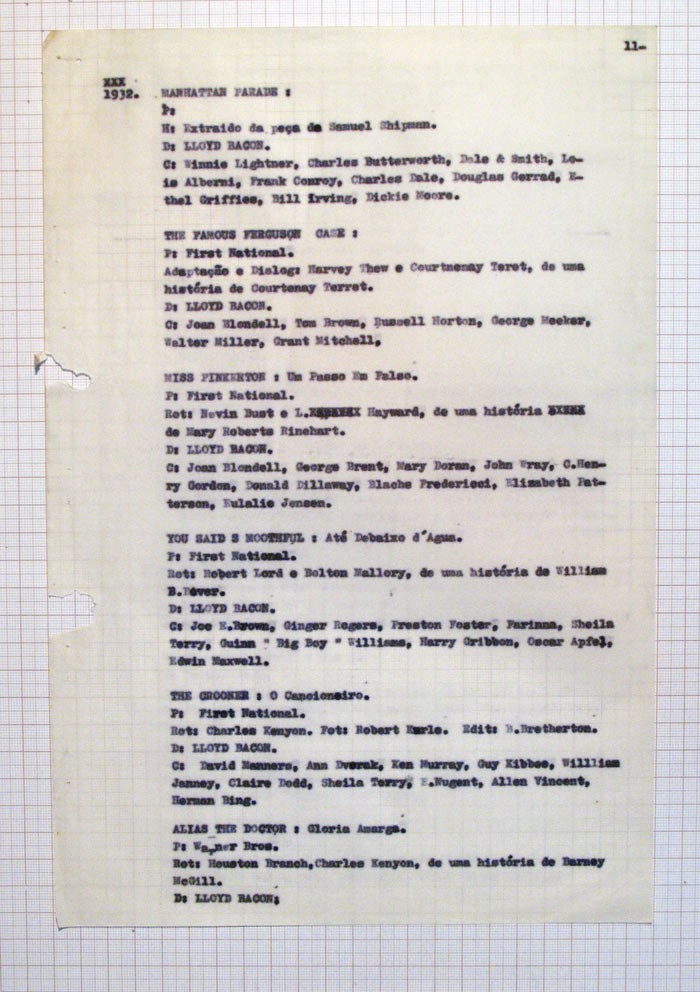 11-
XXX
1932. MANHATTAN PARADE :
P:
H: Extraido da peça de Samuel Shipman.
D: LLOYD BACON.
C: Winnie Lightner, Charles Butterworth, Dale & Smith, Lo-
is Alberni, Frank Conroy, Charles Dale, Douglas Gerrad, E-
thel Griffies, Bill Irving, Dickie Moore.
THE FAMOUS FERGUSON CASE :
P: First National.
Adaptação e Dialog: Harvey Thew e Courtnenay Teret, de uma
história de Courtenay Terret.
D: LLOYD BACON.
C: Joan Blondell, Tom Brown, Russell Horton, George Meeker,
Walter Miller, Grant Mitchell,
MISS PINKERTON : Um Passo Em Falso.
P: First National.
Rot: Nevin Bust e L. Hayward, de uma história
de Mary Roberts Rinehart.
D: LLOYD BACON.
C: Joan Blondell, George Brent, Mary Doran, John Wray, C.Hen-
ry Gordon, Donald Dillaway, Blache Frederici, Elizabeth Pat-
terson, Eulalie Jensen.
YOU SAID S MOOTHFUL : Até Debaixo d'Agua.
P: First National.
Rot: Robert Lord e Bolton Mallory, de uma história de William
B.Dover.
D: LLOYD BACON.
C: Joe E.Brown, Ginger Rogers, Preston Foster, Farinna, Sheila
Terry, Guinn " Big Boy " Williams, Harry Gribbon, Oscar Apfel,
Edwin Maxwell.
THE CROONER : O Cancioneiro.
P: First National.
Rot: Charles Kenyon. Fot: Robert Kurle. Edit: B.Bretherton.
D: LLOYD BACON.
C: David Manners, Ann Dvorak, Ken Murray, Guy Kibbee, Willliam
Janney, Claire Dodd, Sheila Terry, E.Nugent, Allen Vincent,
Herman Bing.
ALIAS THE DOCTOR : Gloria Amarga.
P: Warner Bros.
Rot: Houston Branch,Charles Kenyon, de uma história de Barney
McGill.
D: LLOYD BACON;